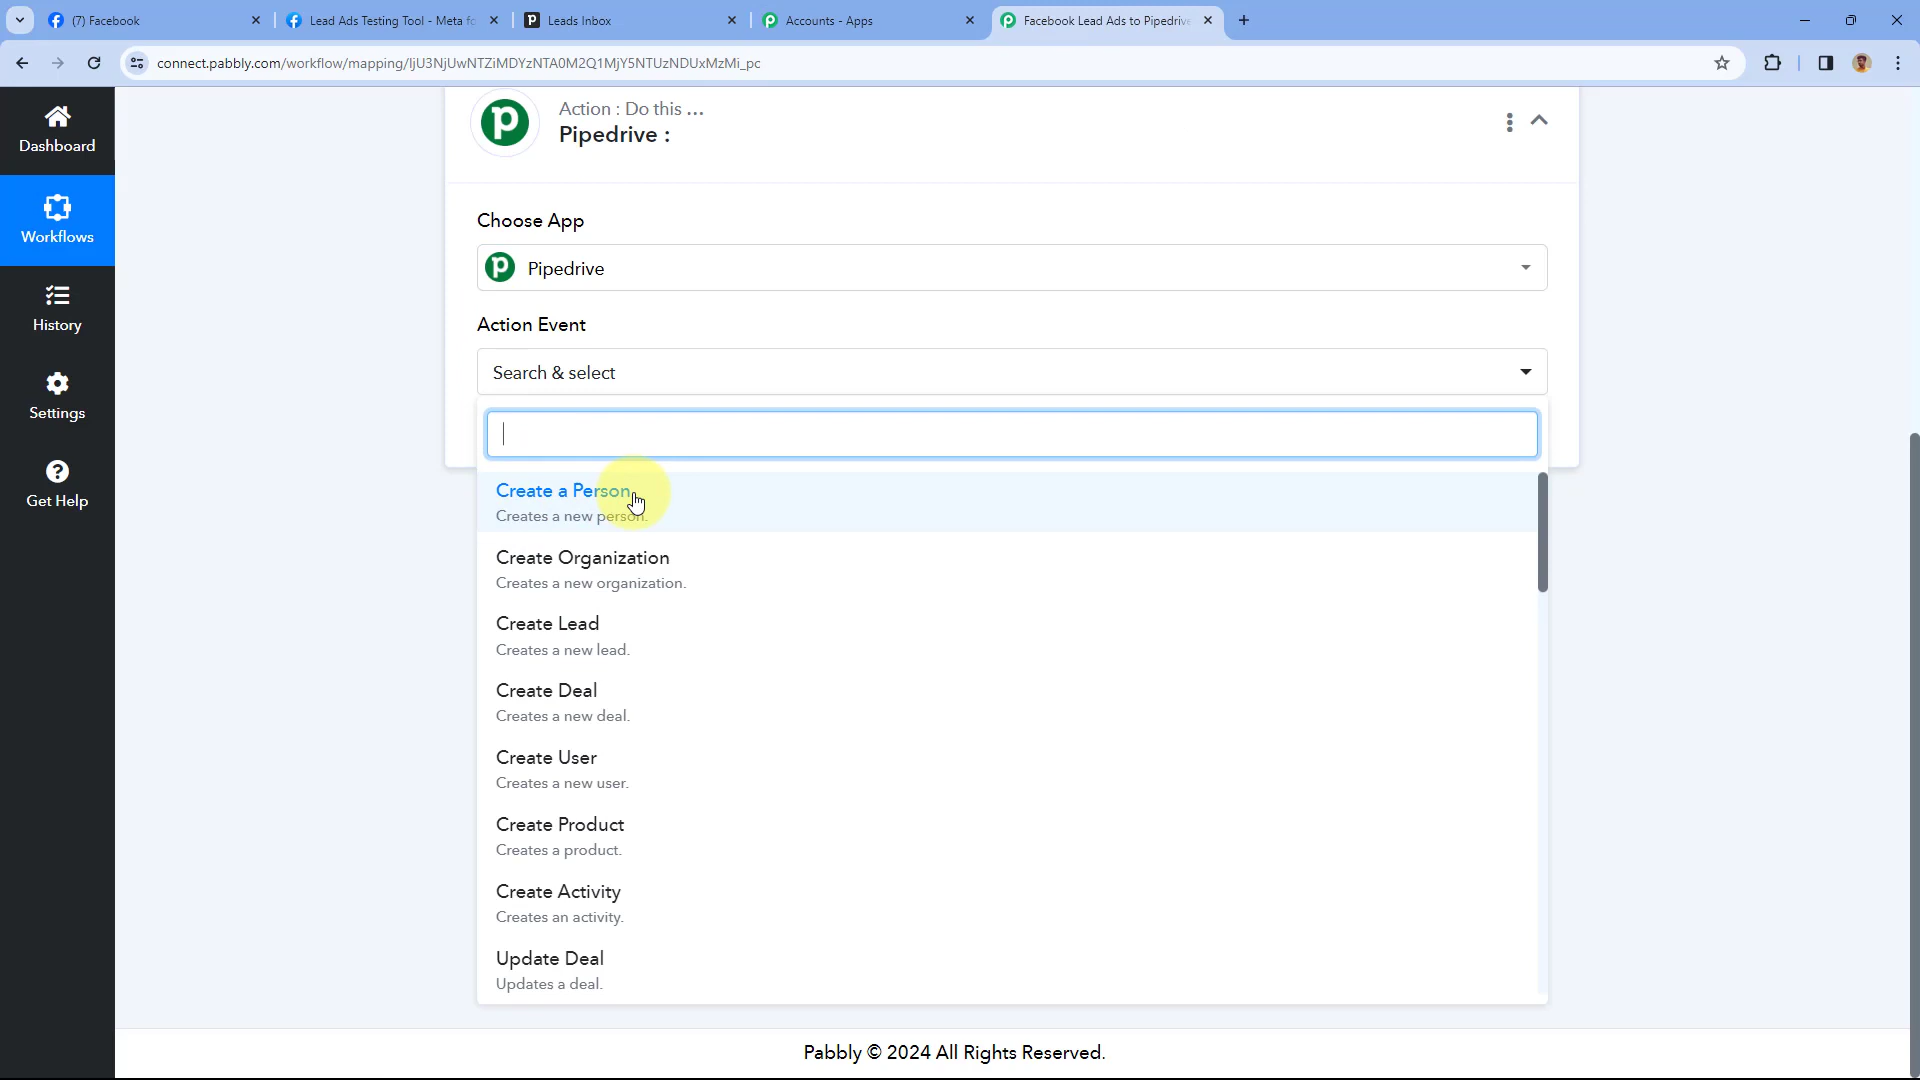 (7) Facebook
Lead Ads Testing Tool - Meta fo
Leads Inbox
Accounts - Apps
Facebook Lead Ads to Pipedrive
connect.pabbly.com/workflow/mapping/IjU3NjUwNTZiMDYzNTA0M2Q1MjY5NTUzNDUxMzMi_pc
Dashboard
Workflows
History
Settings
Get Help
Action : Do this ...
Pipedrive :
Choose App
Pipedrive
Action Event
Search & select
Create a Person
Creates a new person.
Create Organization
Creates a new organization.
Create Lead
Creates a new lead.
Create Deal
Creates a new deal.
Create User
Creates a new user.
Create Product
Creates a product.
Create Activity
Creates an activity.
Update Deal
Updates a deal.
Pabbly © 2024 All Rights Reserved.